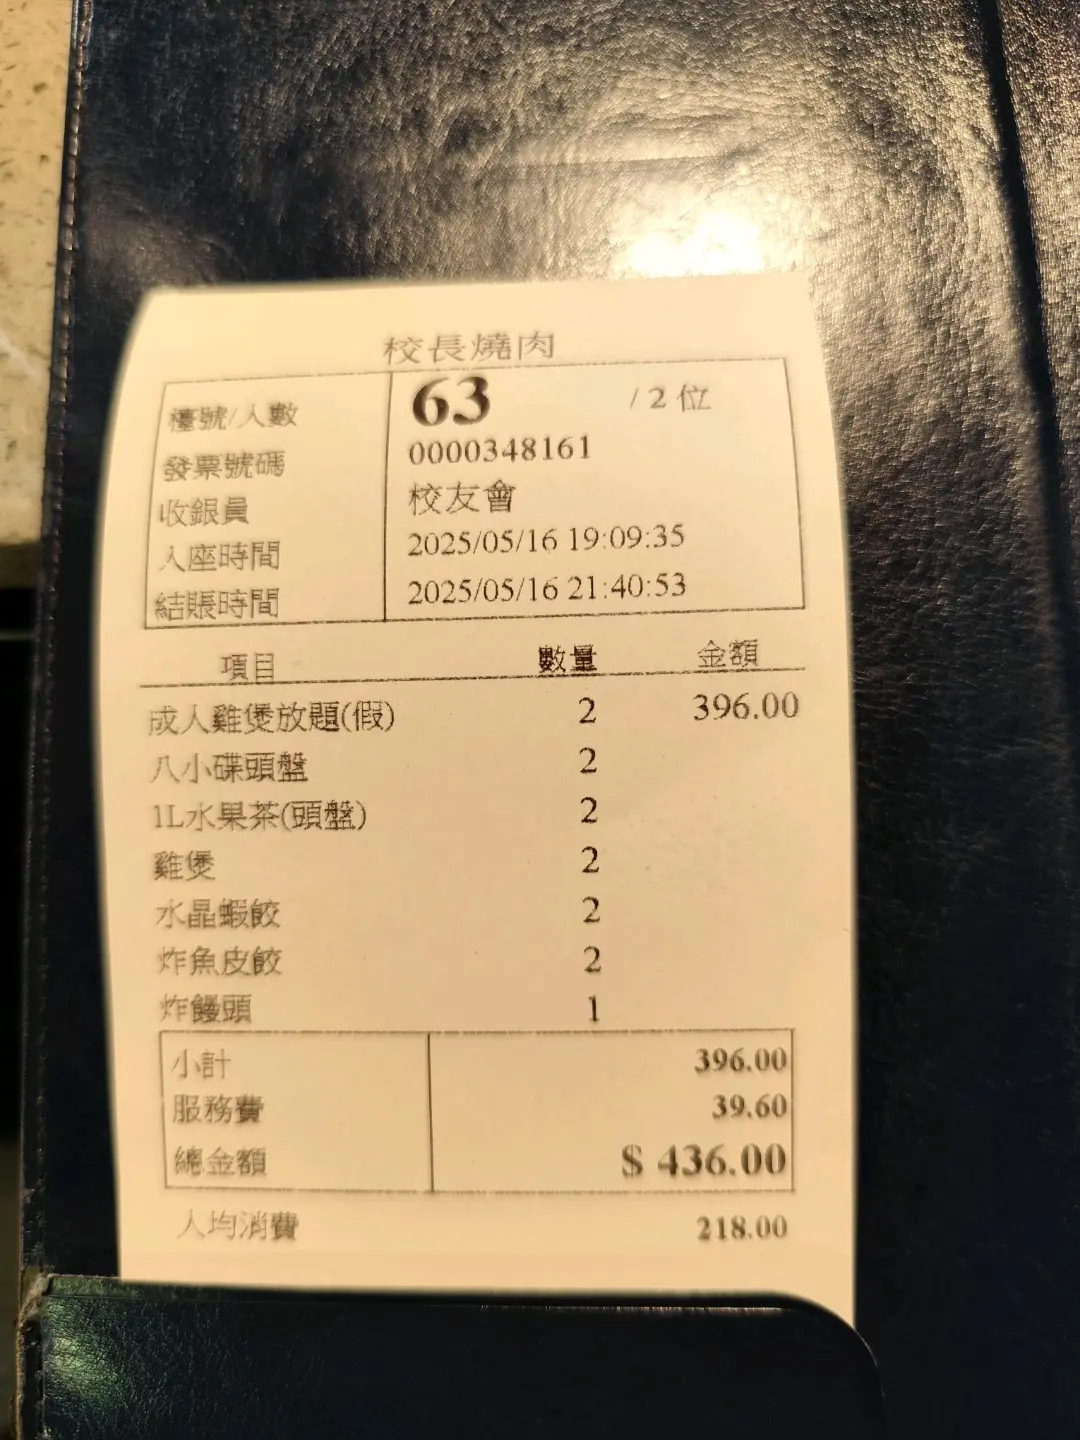 校長燒肉
檯號/人數 63 /2 位
發票號碼 0000348161
收銀員 校友會
入座時間 2025/05/16 19:09:35
結賬時間 2025/05/16 21:40:53
項目 數量 金額
成人雞煲放題(假) 2 396.00
八小碟頭盤 2
1L水果茶(頭盤) 2
雞煲 2
水晶蝦餃 2
炸魚皮餃 2
炸饅頭 1
小計 396.00
服務費 39.60
總金額 $ 436.00
人均消費 218.00